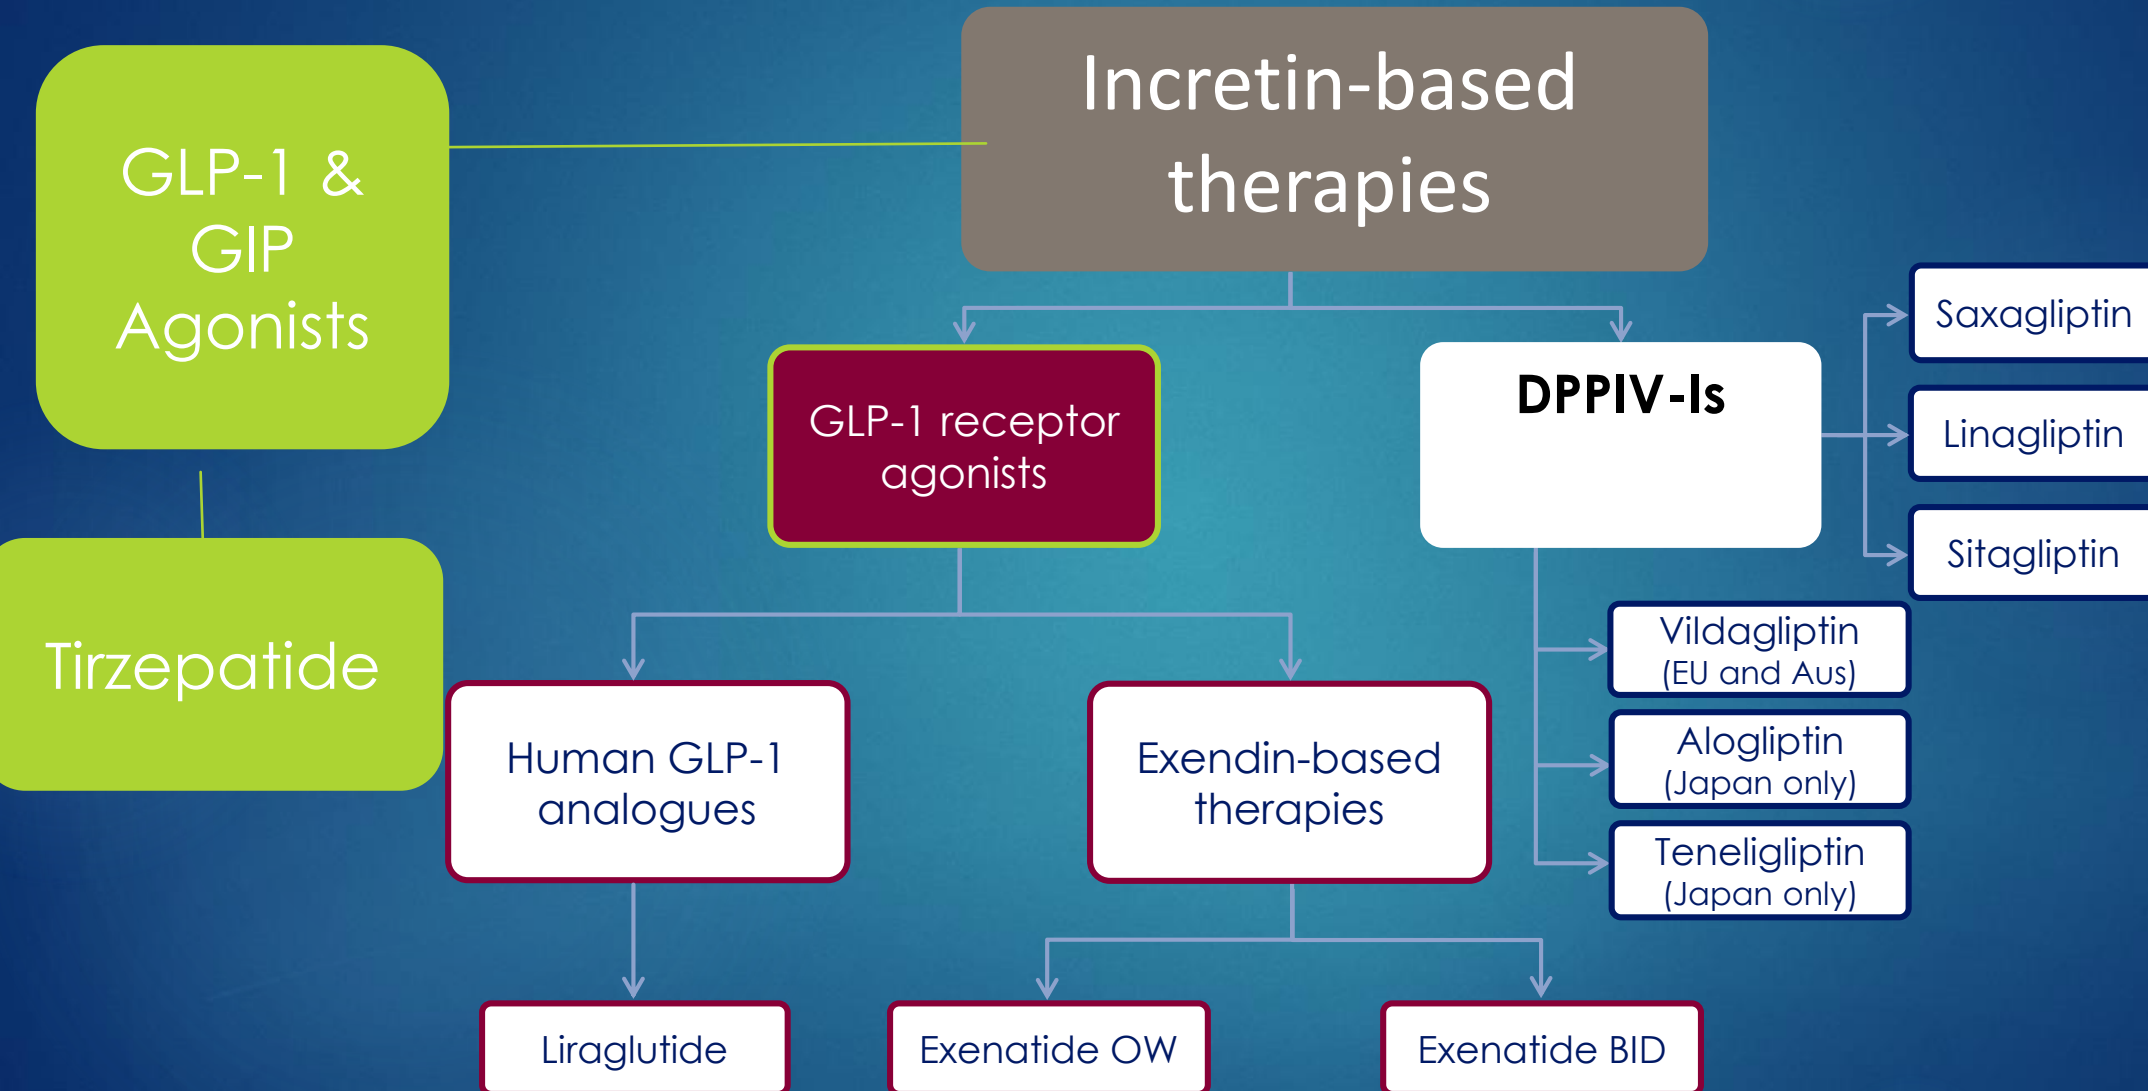 GLP-1 &
GIP
Agonists
Incretin-based
therapies
Saxagliptin
GLP-1 receptor
agonists
DPPIV-Is
Linagliptin
Sitagliptin
Tirzepatide
Vildagliptin
(EU and Aus)
Human GLP-1
analogues
Exendin-based
therapies
Alogliptin
(Japan only)
Teneligliptin
(Japan only)
Liraglutide
Exenatide OW
Exenatide BID